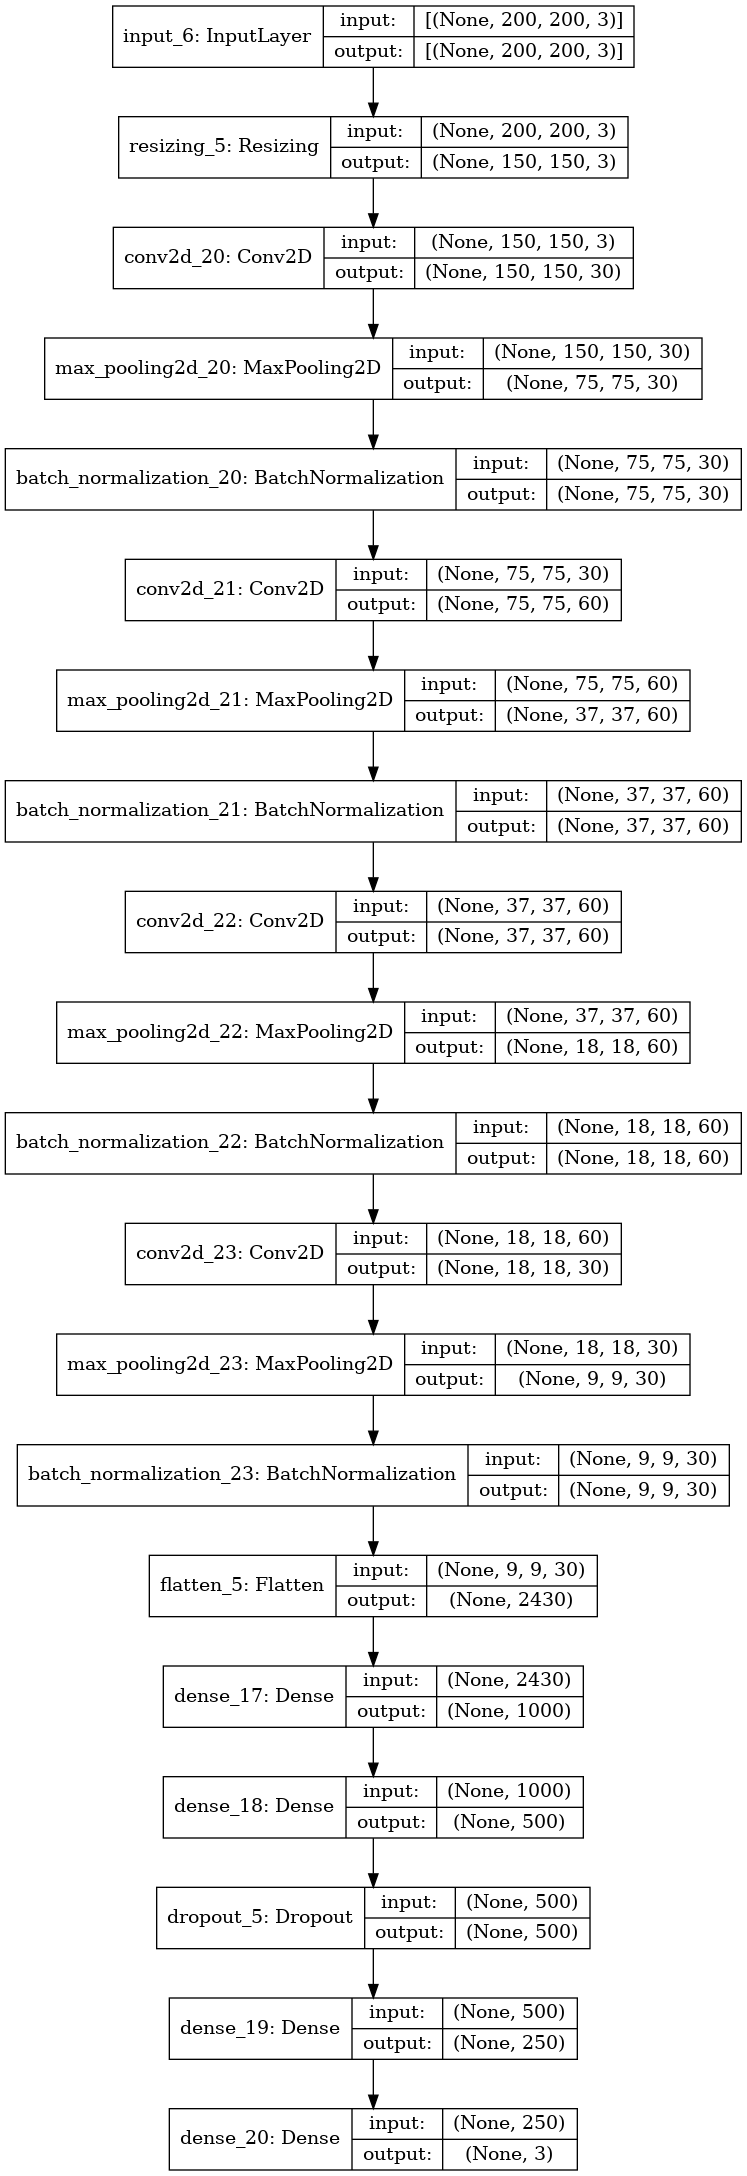 input_6: InputLayer
input: [(None, 200, 200, 3)]
output: [(None, 200, 200, 3)]
resizing_5: Resizing
input: (None, 200, 200, 3)
output: (None, 150, 150, 3)
conv2d_20: Conv2D
input: (None, 150, 150, 3)
output: (None, 150, 150, 30)
max_pooling2d_20: MaxPooling2D
input: (None, 150, 150, 30)
output: (None, 75, 75, 30)
batch_normalization_20: BatchNormalization
input: (None, 75, 75, 30)
output: (None, 75, 75, 30)
conv2d_21: Conv2D
input: (None, 75, 75, 30)
output: (None, 75, 75, 60)
max_pooling2d_21: MaxPooling2D
input: (None, 75, 75, 60)
output: (None, 37, 37, 60)
batch_normalization_21: BatchNormalization
input: (None, 37, 37, 60)
output: (None, 37, 37, 60)
conv2d_22: Conv2D
input: (None, 37, 37, 60)
output: (None, 37, 37, 60)
max_pooling2d_22: MaxPooling2D
input: (None, 37, 37, 60)
output: (None, 18, 18, 60)
batch_normalization_22: BatchNormalization
input: (None, 18, 18, 60)
output: (None, 18, 18, 60)
conv2d_23: Conv2D
input: (None, 18, 18, 60)
output: (None, 18, 18, 30)
max_pooling2d_23: MaxPooling2D
input: (None, 18, 18, 30)
output: (None, 9, 9, 30)
batch_normalization_23: BatchNormalization
input: (None, 9, 9, 30)
output: (None, 9, 9, 30)
flatten_5: Flatten
input: (None, 9, 9, 30)
output: (None, 2430)
dense_17: Dense
input: (None, 2430)
output: (None, 1000)
dense_18: Dense
input: (None, 1000)
output: (None, 500)
dropout_5: Dropout
input: (None, 500)
output: (None, 500)
dense_19: Dense
input: (None, 500)
output: (None, 250)
dense_20: Dense
input: (None, 250)
output: (None, 3)